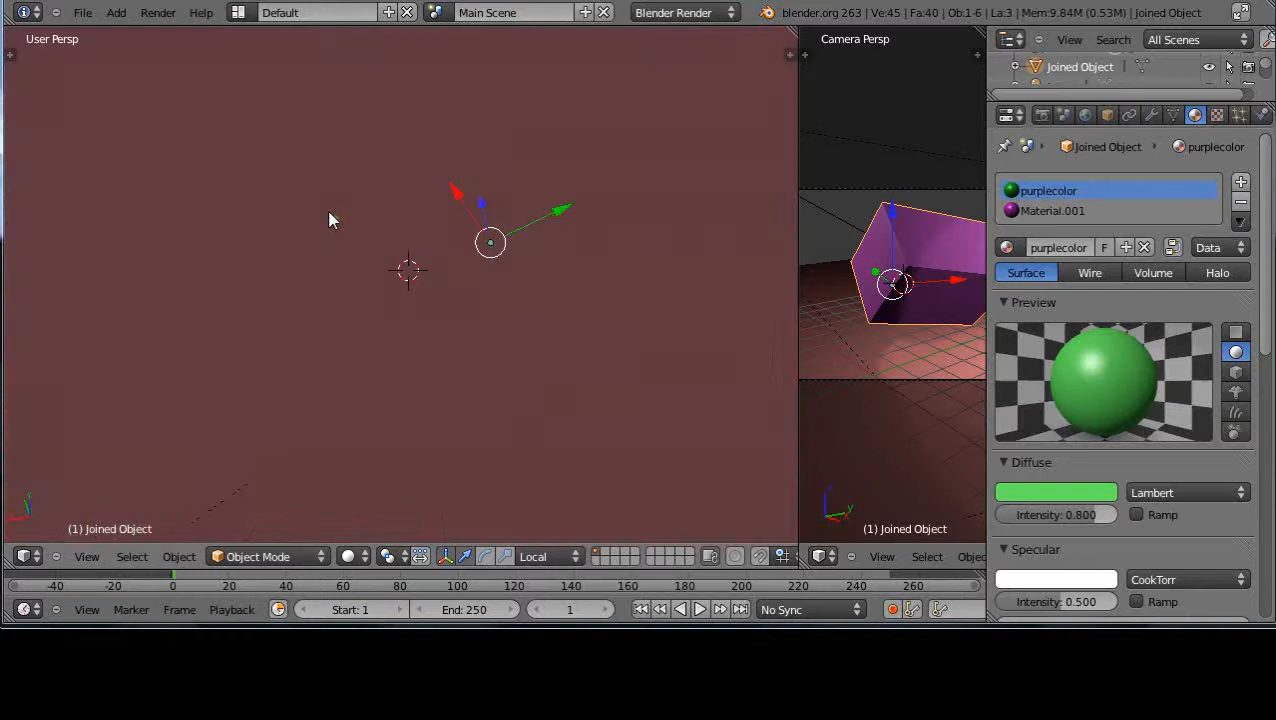 File Add Render Help Default Main Scene Blender Render blender.org 263 | Ve:45 | Fa:40 | Ob:1-6 | La:3 | Mem:9.84M (0.53M) | Joined Object
User Persp
Camera Persp
View Search All Scenes
Joined Object
Joined Object purplecolor
purplecolor
Material.001
purplecolor F Data
Surface Wire Volume Halo
Preview
Diffuse
Lambert
Intensity: 0.800 Ramp
Specular
CookTorr
Intensity: 0.500 Ramp
(1) Joined Object
(1) Joined Object
View Select Object Object Mode Local
View Select Objec
-40 -20 0 20 40 60 80 100 120 140 160 180 200 220 240 260
View Marker Frame Playback Start: 1 End: 250 1 No Sync